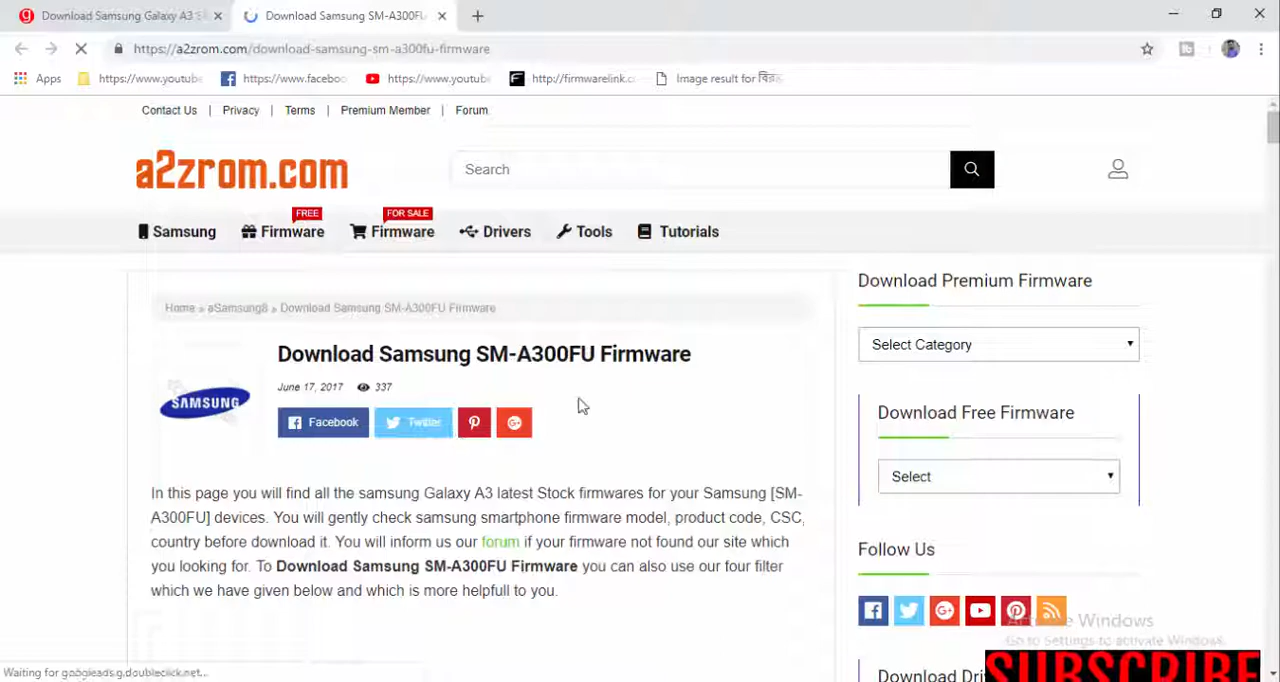 Download Samsung Galaxy A3
Download Samsung SM-A300FU
https://a2zrom.com/download-samsung-sm-a300fu-firmware
Apps https://www.youtube https://www.facebo https://www.youtube http://firmwarelink.c Image result for
Contact Us | Privacy | Terms | Premium Member | Forum
a2zrom.com
Search
FREE FOR SALE
Samsung Firmware Firmware Drivers Tools Tutorials
Home » aSamsung8 » Download Samsung SM-A300FU Firmware
Download Samsung SM-A300FU Firmware
June 17, 2017 337
SAMSUNG
Facebook Twitter
In this page you will find all the samsung Galaxy A3 latest Stock firmwares for your Samsung [SM-
A300FU] devices. You will gently check samsung smartphone firmware model, product code, CSC,
country before download it. You will inform us our forum if your firmware not found our site which
you looking for. To Download Samsung SM-A300FU Firmware you can also use our four filter
which we have given below and which is more helpfull to you.
Download Premium Firmware
Select Category
Download Free Firmware
Select
Follow Us
Activate Windows
Go to Settings to activate Windows.
Download Dri
SUBSCRIBE
Waiting for googleads.g.doubleclick.net...